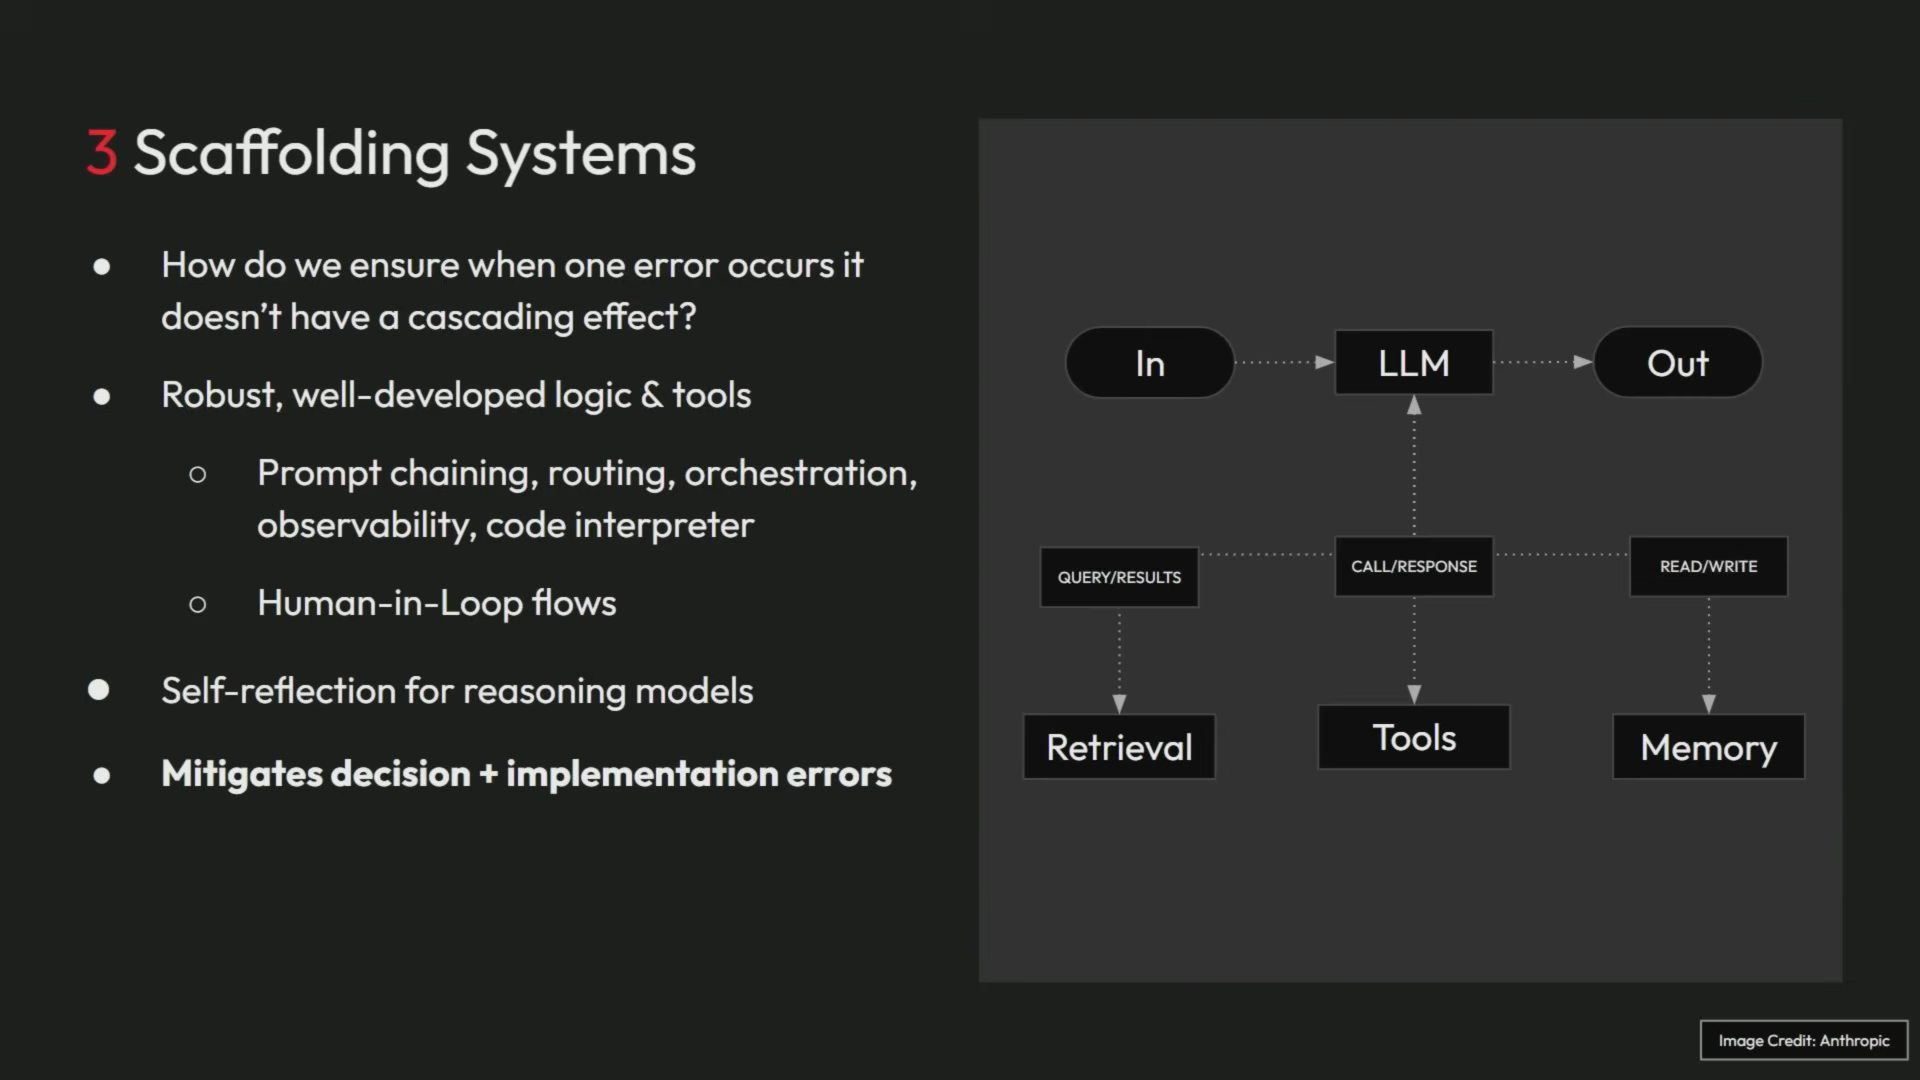 3 Scaffolding Systems
● How do we ensure when one error occurs it
doesn’t have a cascading effect?
● Robust, well-developed logic & tools
○ Prompt chaining, routing, orchestration,
observability, code interpreter
○ Human-in-Loop flows
● Self-reflection for reasoning models
● Mitigates decision + implementation errors
In
LLM
Out
QUERY/RESULTS
CALL/RESPONSE
READ/WRITE
Retrieval
Tools
Memory
Image Credit: Anthropic